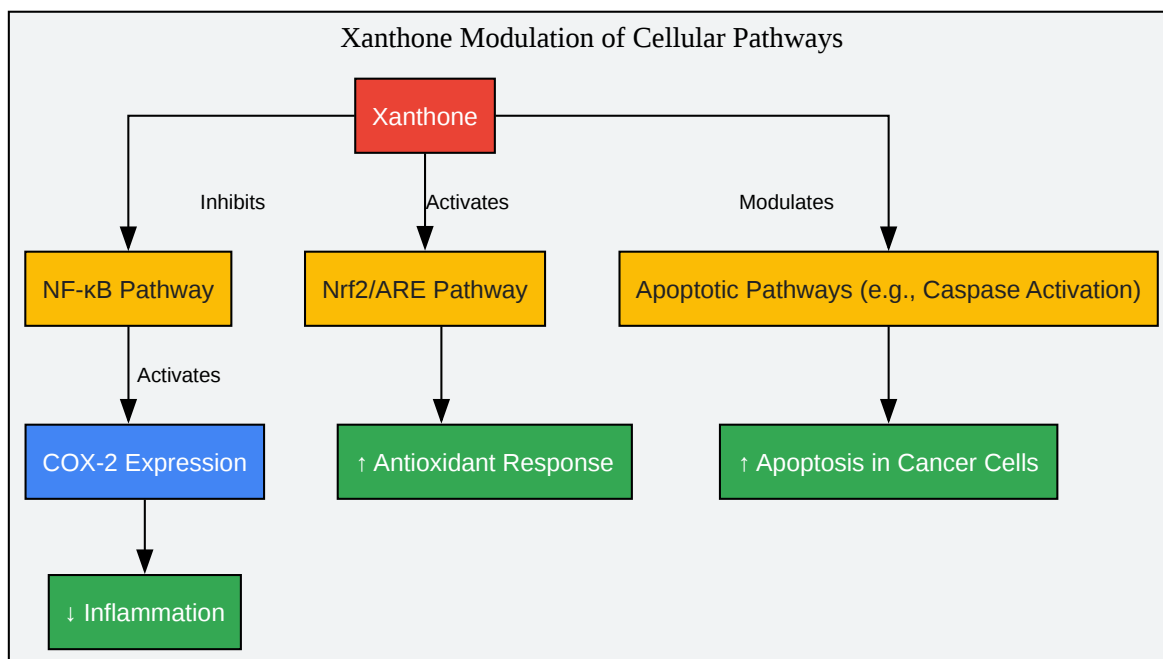 Xanthone Modulation of Cellular Pathways
Xanthone
Inhibits
Activates
Modulates
NF-κB Pathway
Nrf2/ARE Pathway
Apoptotic Pathways (e.g., Caspase Activation)
Activates
COX-2 Expression
↑ Antioxidant Response
↑ Apoptosis in Cancer Cells
↓ Inflammation